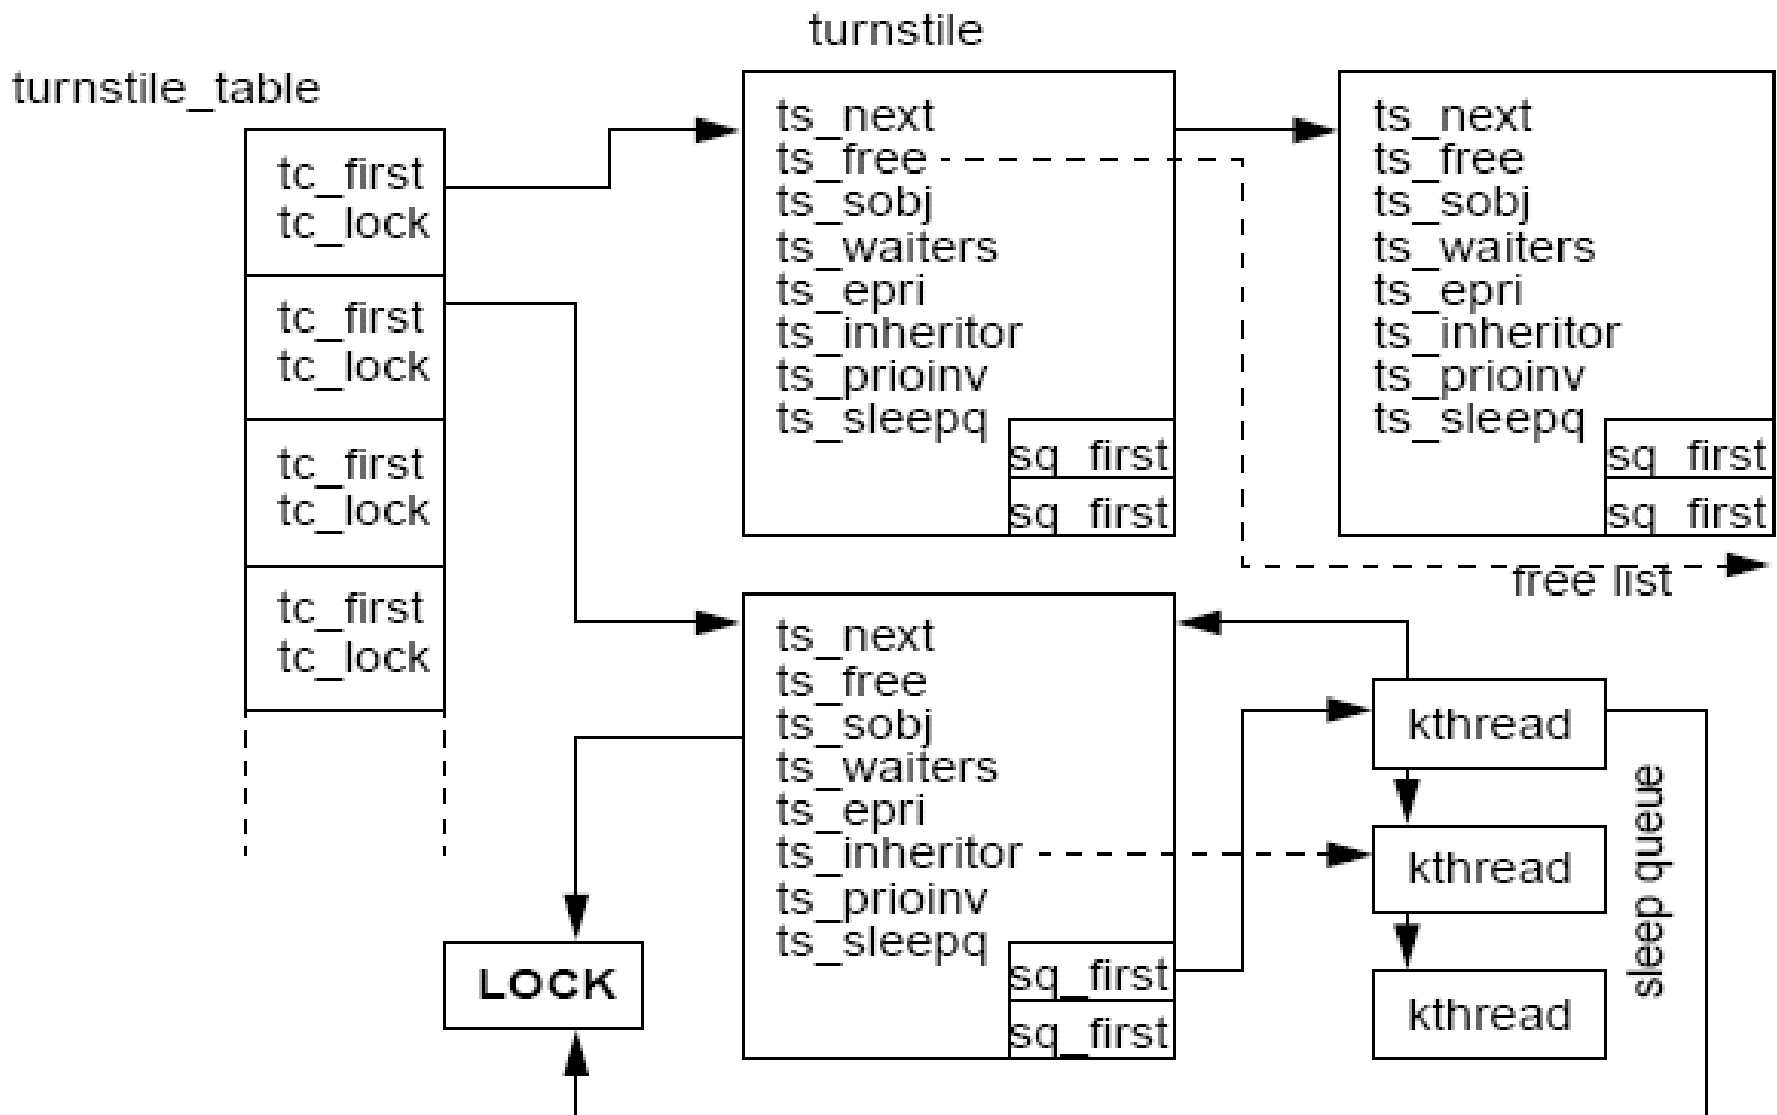 turnstile
turnstile_table
tc_first
tc_lock
tc_first
tc_lock
tc_first
tc_lock
tc_first
tc_lock
ts_next
ts_free
ts_sobj
ts_waiters
ts_epri
ts_inheritor
ts_prioinv
ts_sleepq
sq_first
sq_first
ts_next
ts_free
ts_sobj
ts_waiters
ts_epri
ts_inheritor
ts_prioinv
ts_sleepq
sq_first
sq_first
free list
ts_next
ts_free
ts_sobj
ts_waiters
ts_epri
ts_inheritor
ts_prioinv
ts_sleepq
sq_first
sq_first
kthread
kthread
kthread
sleep queue
LOCK